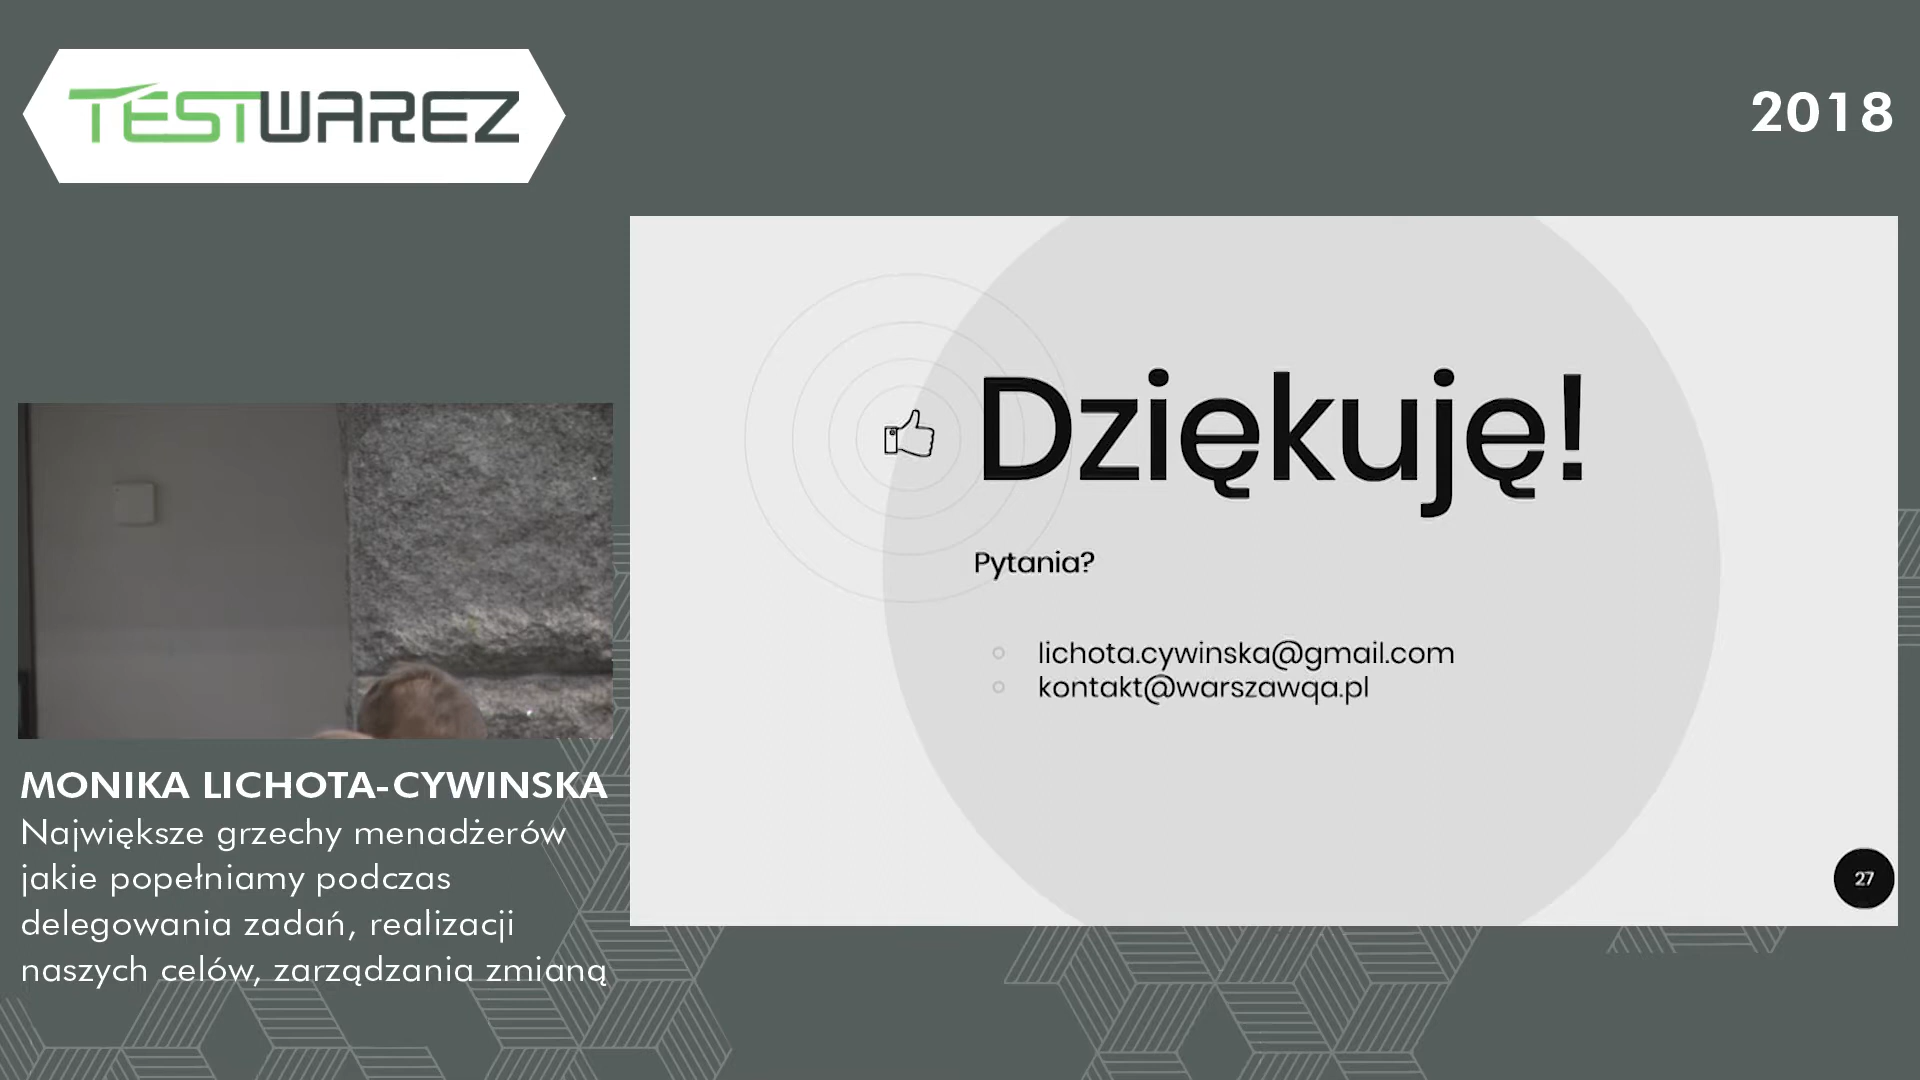 TESTWAREZ
2018
Dziękuję!
Pytania?
lichota.cywinska@gmail.com
kontakt@warszawqa.pl
27
MONIKA LICHOTA-CYWINSKA
Największe grzechy menadżerów
jakie popełniamy podczas
delegowania zadań, realizacji
naszych celów, zarządzania zmianą